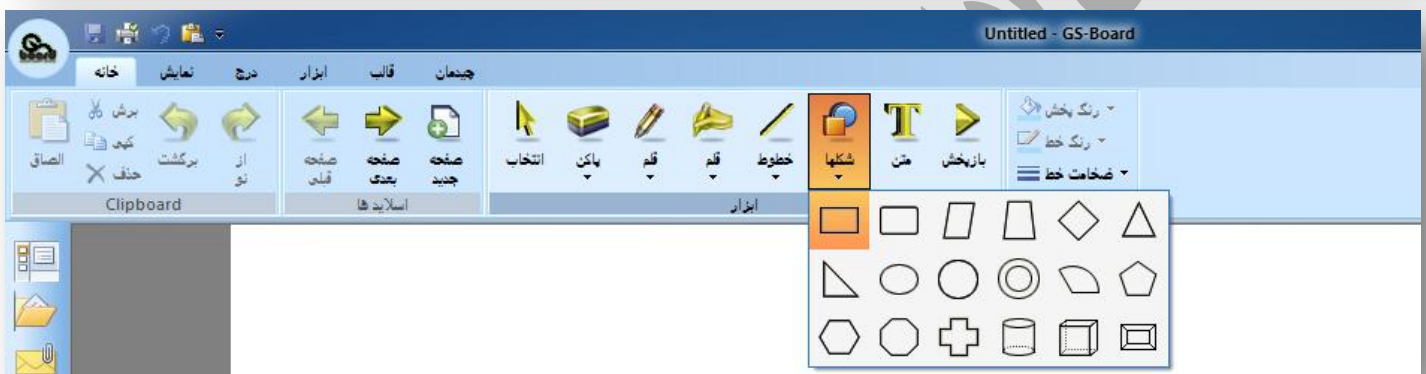 Untitled - GS-Board
board
خانه
نمایش
درج
ابزار
قالب
چیدمان
الصاق
برش
کپی
حذف
برگشت
از
نو
Clipboard
صفحه
قبلی
صفحه
بعدی
صفحه
جدید
اسلاید ها
انتخاب
پاکن
قلم
قلم
خطوط
شکلها
متن
بازپخش
ابزار
رنگ بخش
رنگ خط
ضخامت خط